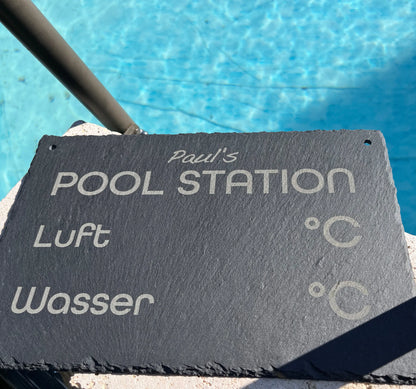 Paul's
POOL STATION
Luft °C
Wasser °C